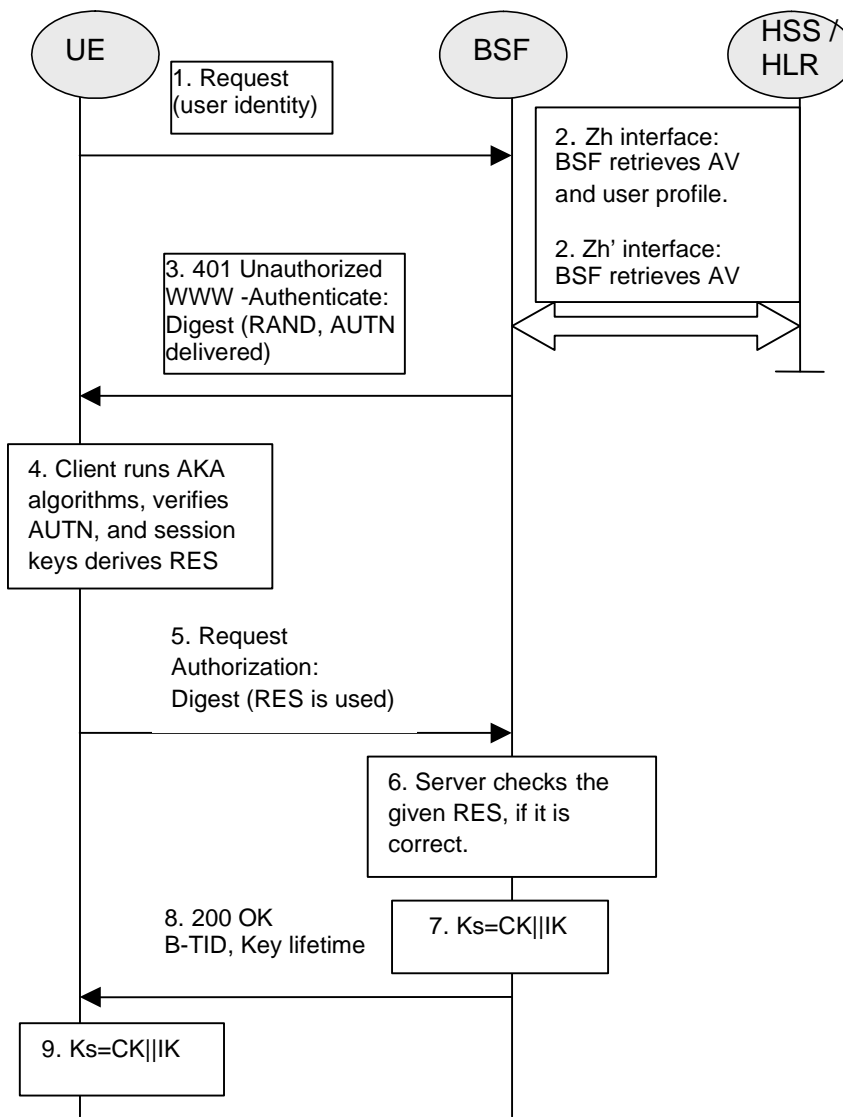 UE
BSF
HSS /
HLR
1. Request
(user identity)
2. Zh interface:
BSF retrieves AV
and user profile.
2. Zh’ interface:
BSF retrieves AV
3. 401 Unauthorized
WWW -Authenticate:
Digest (RAND, AUTN
delivered)
4. Client runs AKA
algorithms, verifies
AUTN, and session
keys derives RES
5. Request
Authorization:
Digest (RES is used)
6. Server checks the
given RES, if it is
correct.
7. Ks=CK||IK
8. 200 OK
B-TID, Key lifetime
9. Ks=CK||IK